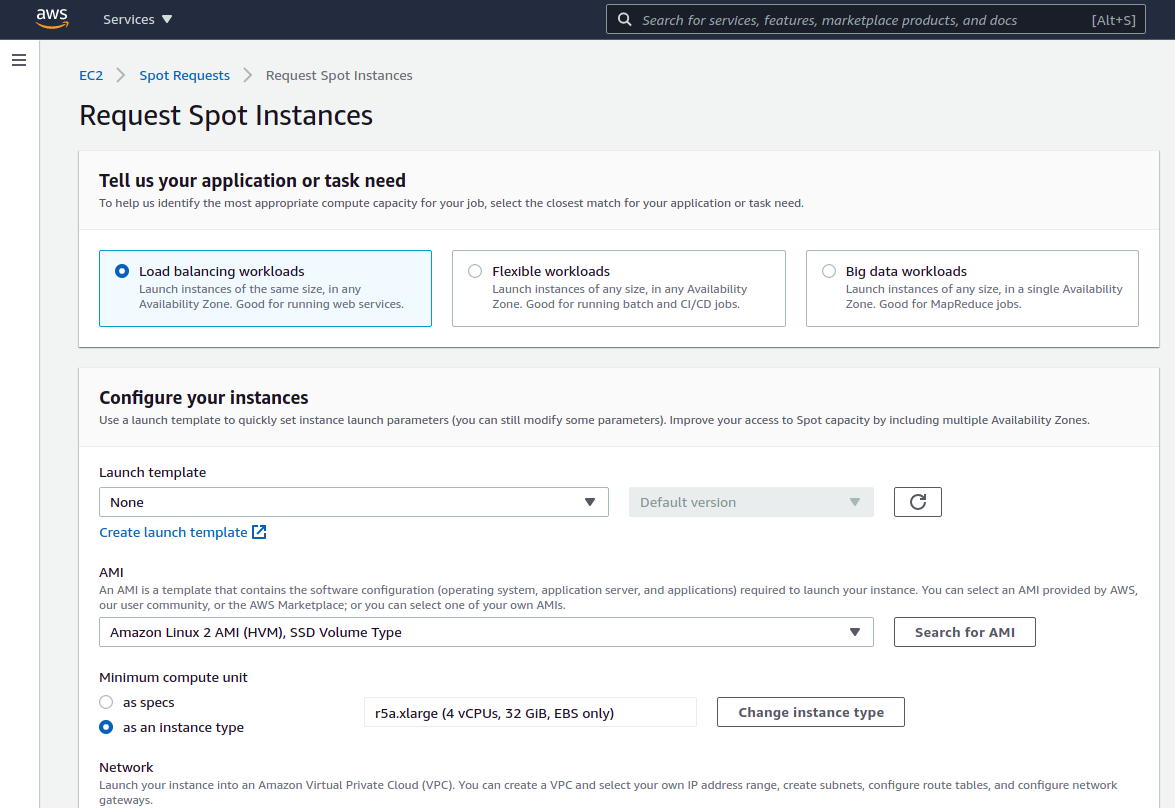 aws
Services
Search for services, features, marketplace products, and docs
[Alt+S]
EC2
Spot Requests
Request Spot Instances
Request Spot Instances
Tell us your application or task need
To help us identify the most appropriate compute capacity for your job, select the closest match for your application or task need.
Load balancing workloads
Launch instances of the same size, in any
Availability Zone. Good for running web services.
Flexible workloads
Launch instances of any size, in any Availability
Zone. Good for running batch and CI/CD jobs.
Big data workloads
Launch instances of any size, in a single Availability
Zone. Good for MapReduce jobs.
Configure your instances
Use a launch template to quickly set instance launch parameters (you can still modify some parameters). Improve your access to Spot capacity by including multiple Availability Zones.
Launch template
None
Default version
Create launch template
AMI
An AMI is a template that contains the software configuration (operating system, application server, and applications) required to launch your instance. You can select an AMI provided by AWS,
our user community, or the AWS Marketplace; or you can select one of your own AMIs.
Amazon Linux 2 AMI (HVM), SSD Volume Type
Search for AMI
Minimum compute unit
as specs
as an instance type
r5a.xlarge (4 vCPUs, 32 GiB, EBS only)
Change instance type
Network
Launch your instance into an Amazon Virtual Private Cloud (VPC). You can create a VPC and select your own IP address range, create subnets, configure route tables, and configure network
gateways.